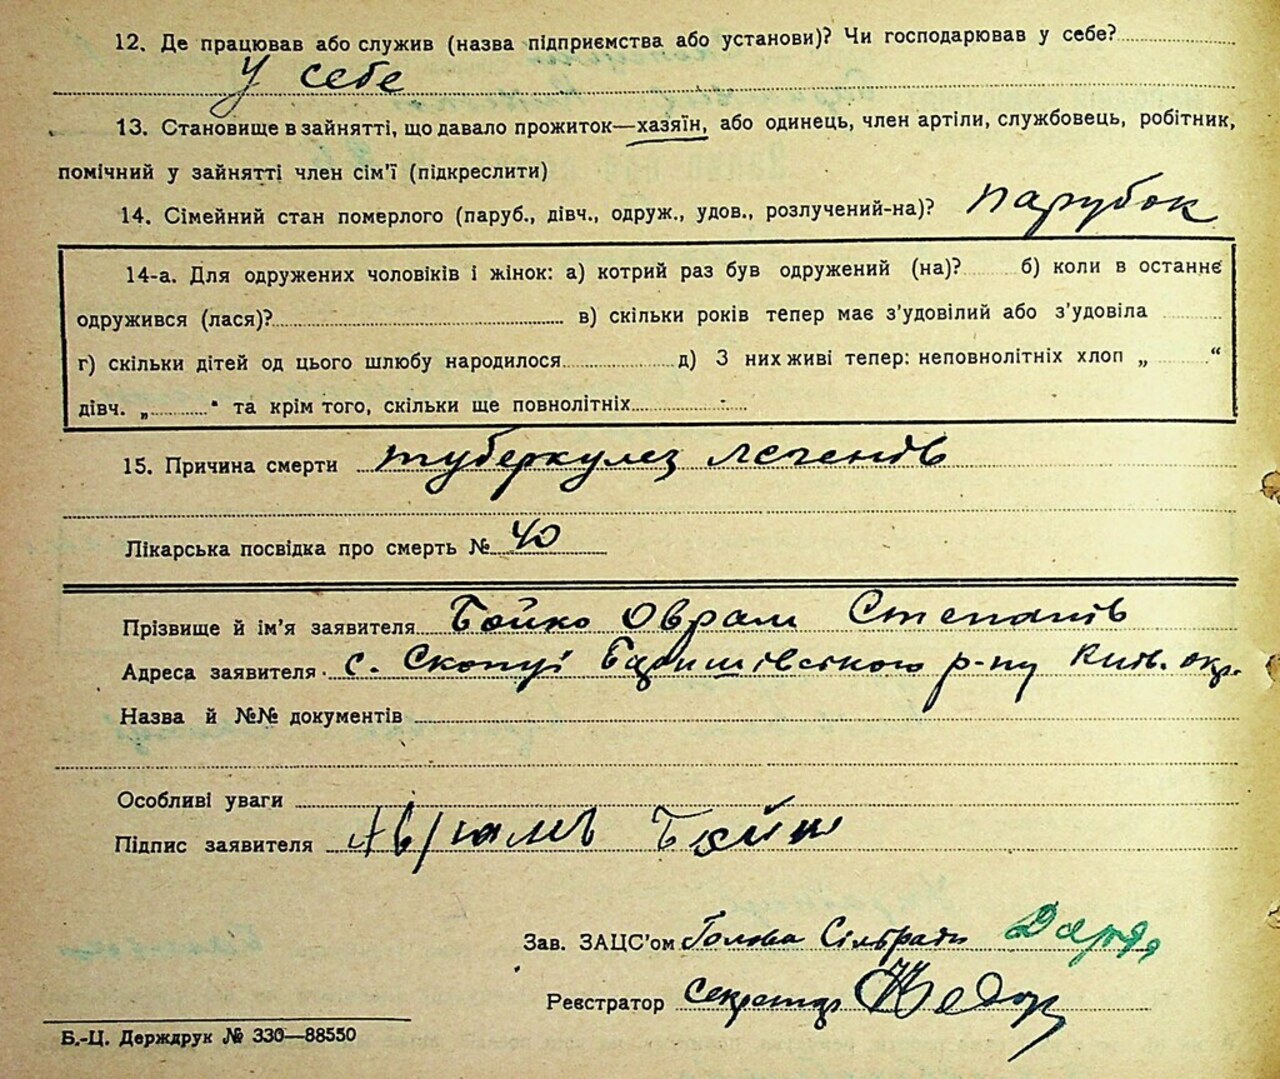 12. Де працював або служив (назва підприємства або установи)? Чи господарював у себе?
У себе
13. Становище в зайнятті, що давало прожиток—хазяїн, або одинець, член артіли, службовець, робітник,
помічний у зайнятті член сім'ї (підкреслити)
14. Сімейний стан померлого (паруб., дівч., одруж., удов., розлучений-на)? парубок
14-а. Для одружених чоловіків і жінок: а) котрий раз був одружений (на)? б) коли в останнє
одружився (лася)? в) скільки років тепер має з'удовілий або з'удовіла
г) скільки дітей од цього шлюбу народилося д) З них живі тепер: неповнолітніх хлоп „ “
дівч. „ “ та крім того, скільки ще повнолітніх
15. Причина смерти туберкулез легенів
Лікарська посвідка про смерть № 40
Прізвище й ім'я заявителя Бойко Оврам Степанів
Адреса заявителя с. Скопці Баришівського р-ну Київ. окр.
Назва й №№ документів
Особливі уваги
Підпис заявителя Бойко
Зав. ЗАЦС'ом Голова Сільради
Реєстратор Секретар
Б.-Ц. Держдрук № 330—88550